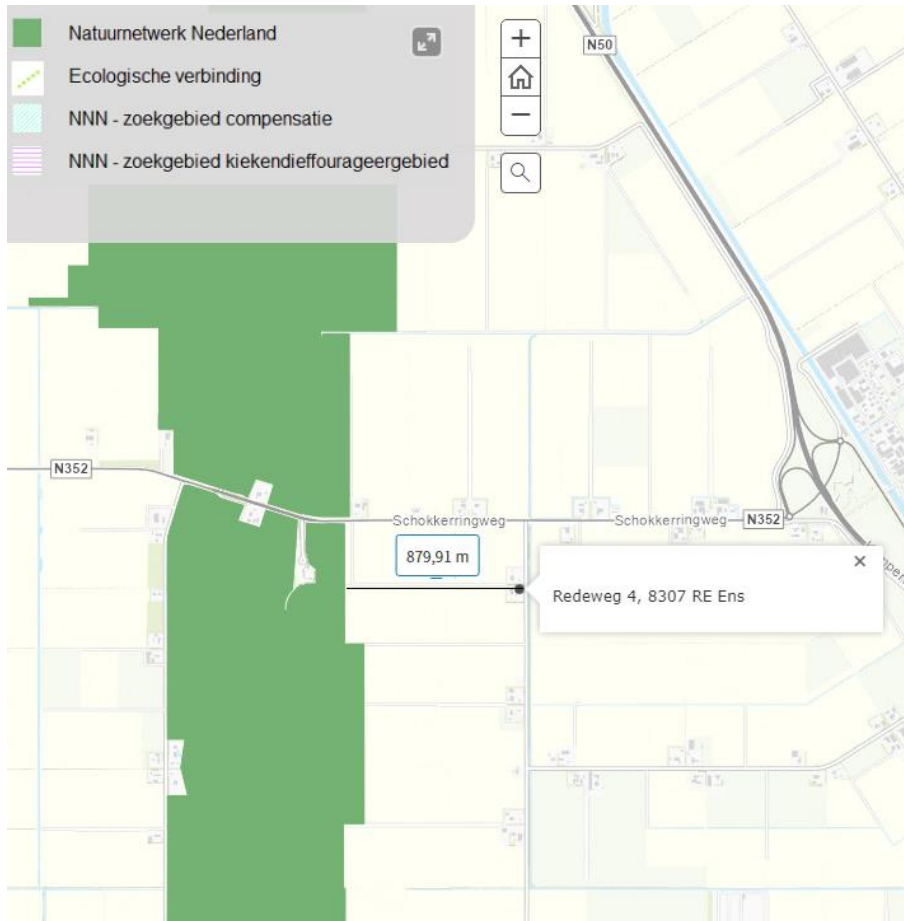 Natuurnetwerk Nederland
Ecologische verbinding
NNN - zoekgebied compensatie
NNN - zoekgebied kiekendieffourageergebied
N50
N352
Schokkerringweg
Schokkerringweg
N352
879,91 m
Redeweg 4, 8307 RE Ens